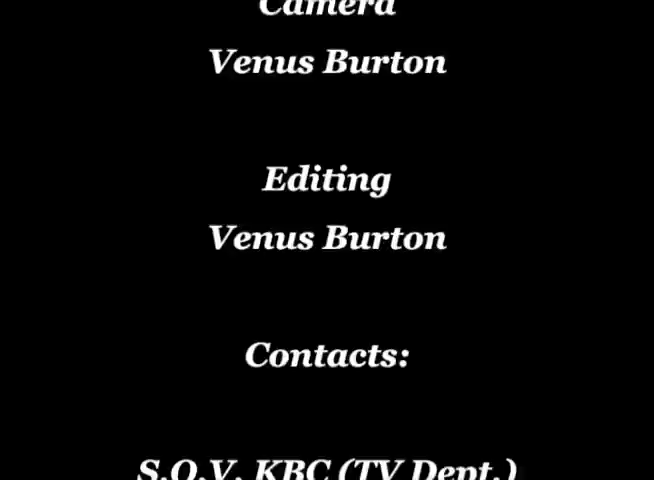 Camera
Venus Burton
Editing
Venus Burton
Contacts:
S.O.V. KBC (TV Dept.)